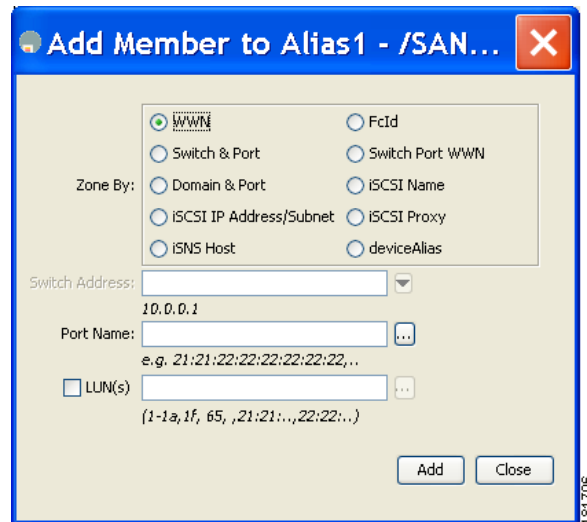 Add Member to Alias1 - /SAN...
Zone By:
WWN
FcId
Switch & Port
Switch Port WWN
Domain & Port
iSCSI Name
iSCSI IP Address/Subnet
iSCSI Proxy
iSNS Host
deviceAlias
Switch Address:
10.0.0.1
Port Name:
...
e.g. 21:21:22:22:22:22:22:22,..
LUN(s)
...
(1-1a,1f, 65, ,21:21:..,22:22:..)
Add
Close